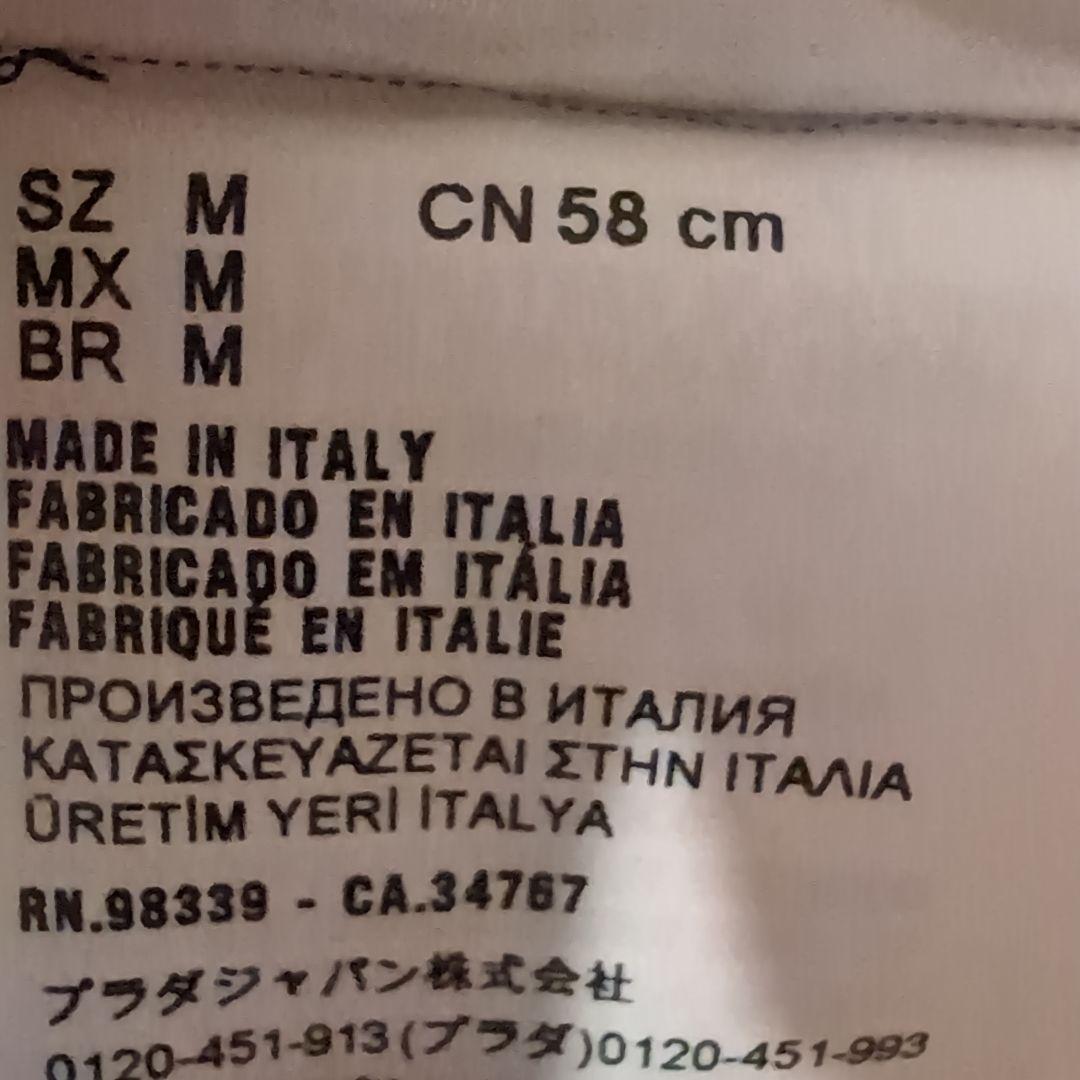 SZ M CN 58 cm
MX M
BR M
MADE IN ITALY
FABRICADO EN ITALIA
FABRICADO EM ITÁLIA
FABRIQUÉ EN ITALIE
ПРОИЗВЕДЕНО В ИТАЛИЯ
ΚΑΤΑΣΚΕΥΑΖΕΤΑΙ ΣΤΗΝ ΙΤΑΛΙΑ
ÜRETİM YERİ İTALYA
RN.98339 - CA.34767
プラダジャパン株式会社
0120-451-913(プラダ)0120-451-993